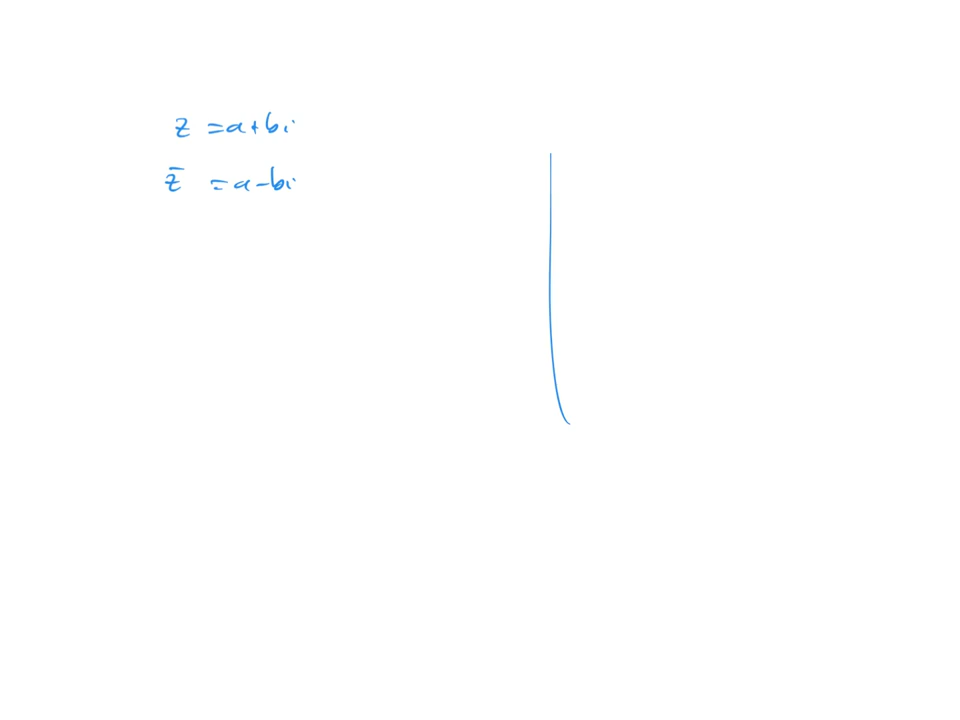 z = a + bi
z̄ = a - bi